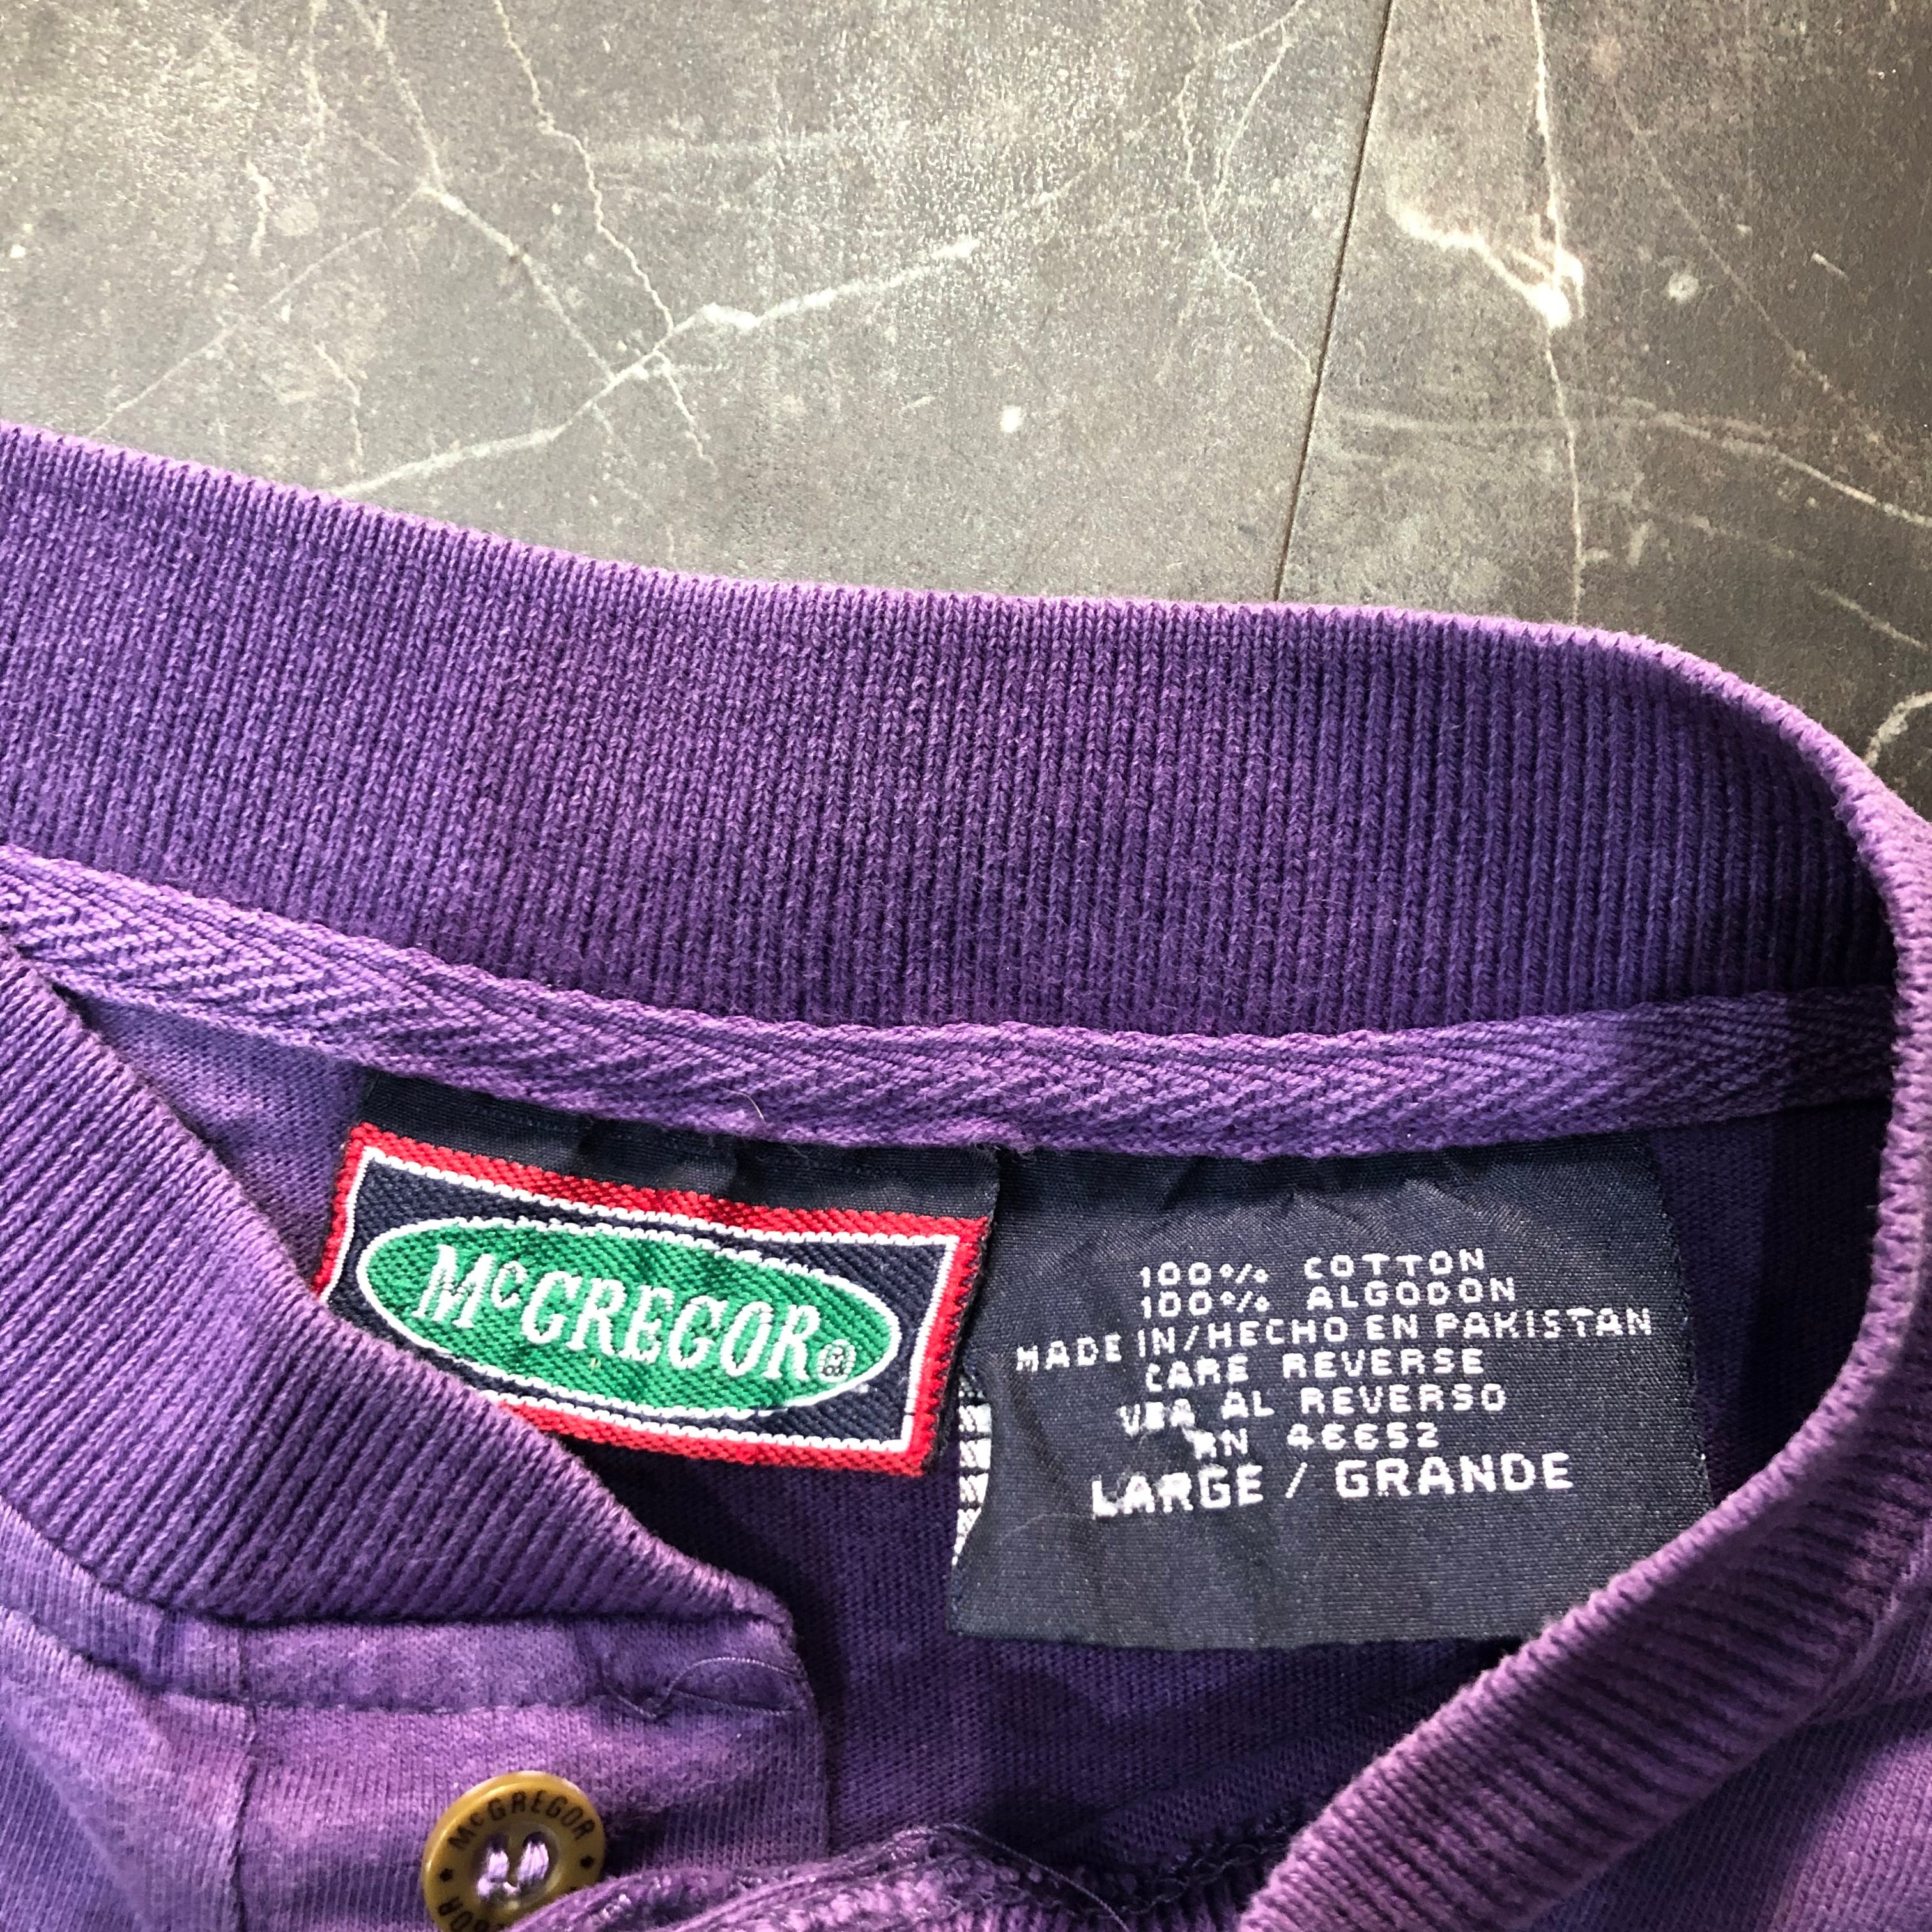 McGREGOR®
100% COTTON
100% ALGODON
MADE IN/HECHO EN PAKISTAN
CARE REVERSE
VEA AL REVERSO
RN 46652
LARGE / GRANDE
McGREGOR